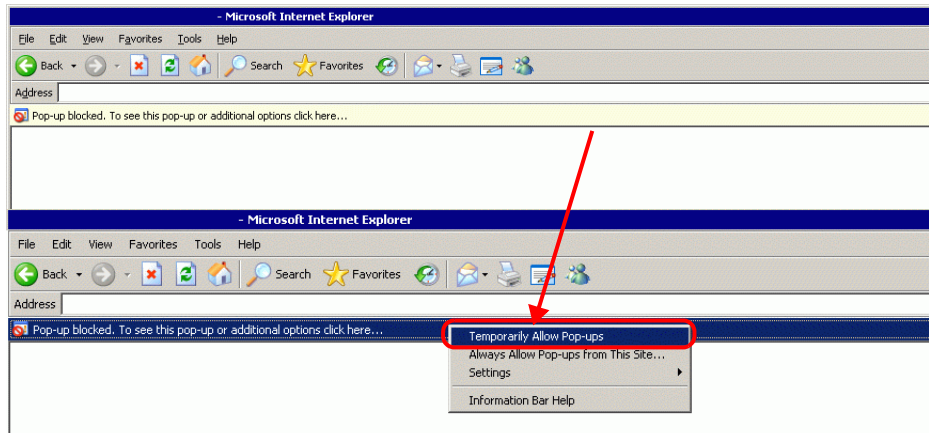 - Microsoft Internet Explorer
File Edit View Favorites Tools Help
Back Search Favorites
Address
Pop-up blocked. To see this pop-up or additional options click here...
- Microsoft Internet Explorer
File Edit View Favorites Tools Help
Back Search Favorites
Address
Pop-up blocked. To see this pop-up or additional options click here...
Temporarily Allow Pop-ups
Always Allow Pop-ups from This Site...
Settings
Information Bar Help